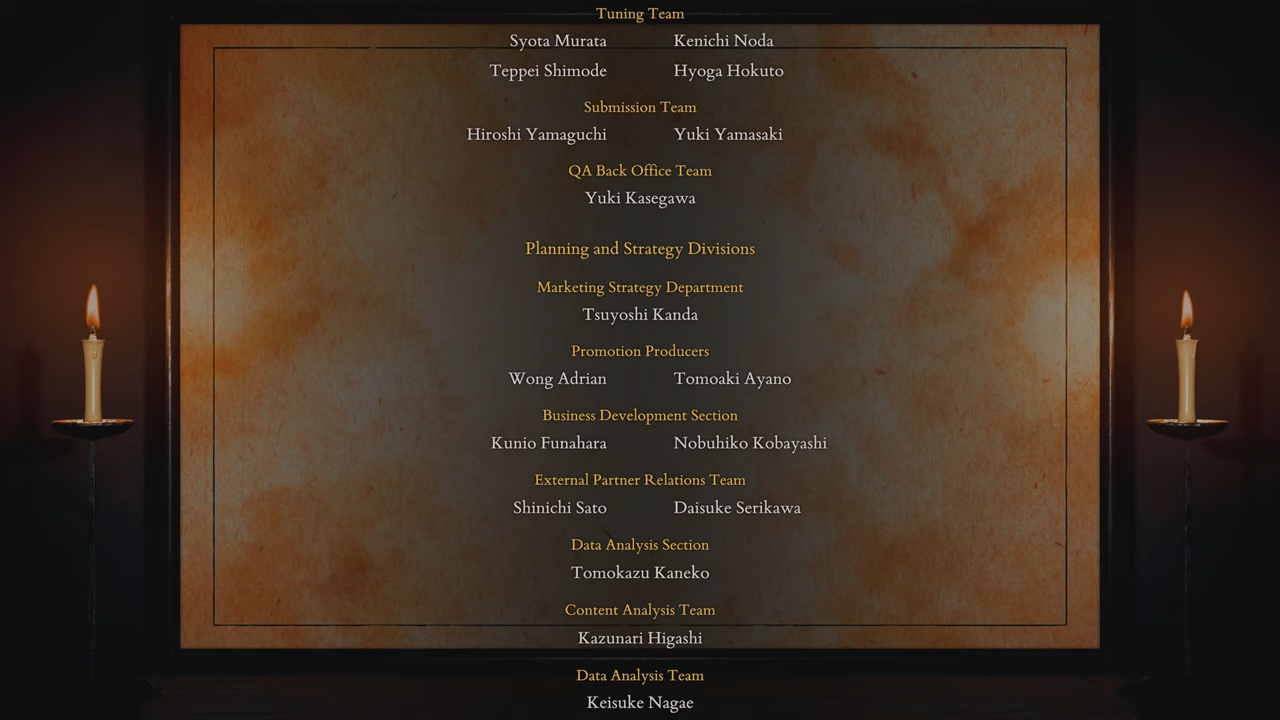 Tuning Team
Syota Murata Kenichi Noda
Teppei Shimode Hyoga Hokuto
Submission Team
Hiroshi Yamaguchi Yuki Yamasaki
QA Back Office Team
Yuki Kasegawa
Planning and Strategy Divisions
Marketing Strategy Department
Tsuyoshi Kanda
Promotion Producers
Wong Adrian Tomoaki Ayano
Business Development Section
Kunio Funahara Nobuhiko Kobayashi
External Partner Relations Team
Shinichi Sato Daisuke Serikawa
Data Analysis Section
Tomokazu Kaneko
Content Analysis Team
Kazunari Higashi
Data Analysis Team
Keisuke Nagae